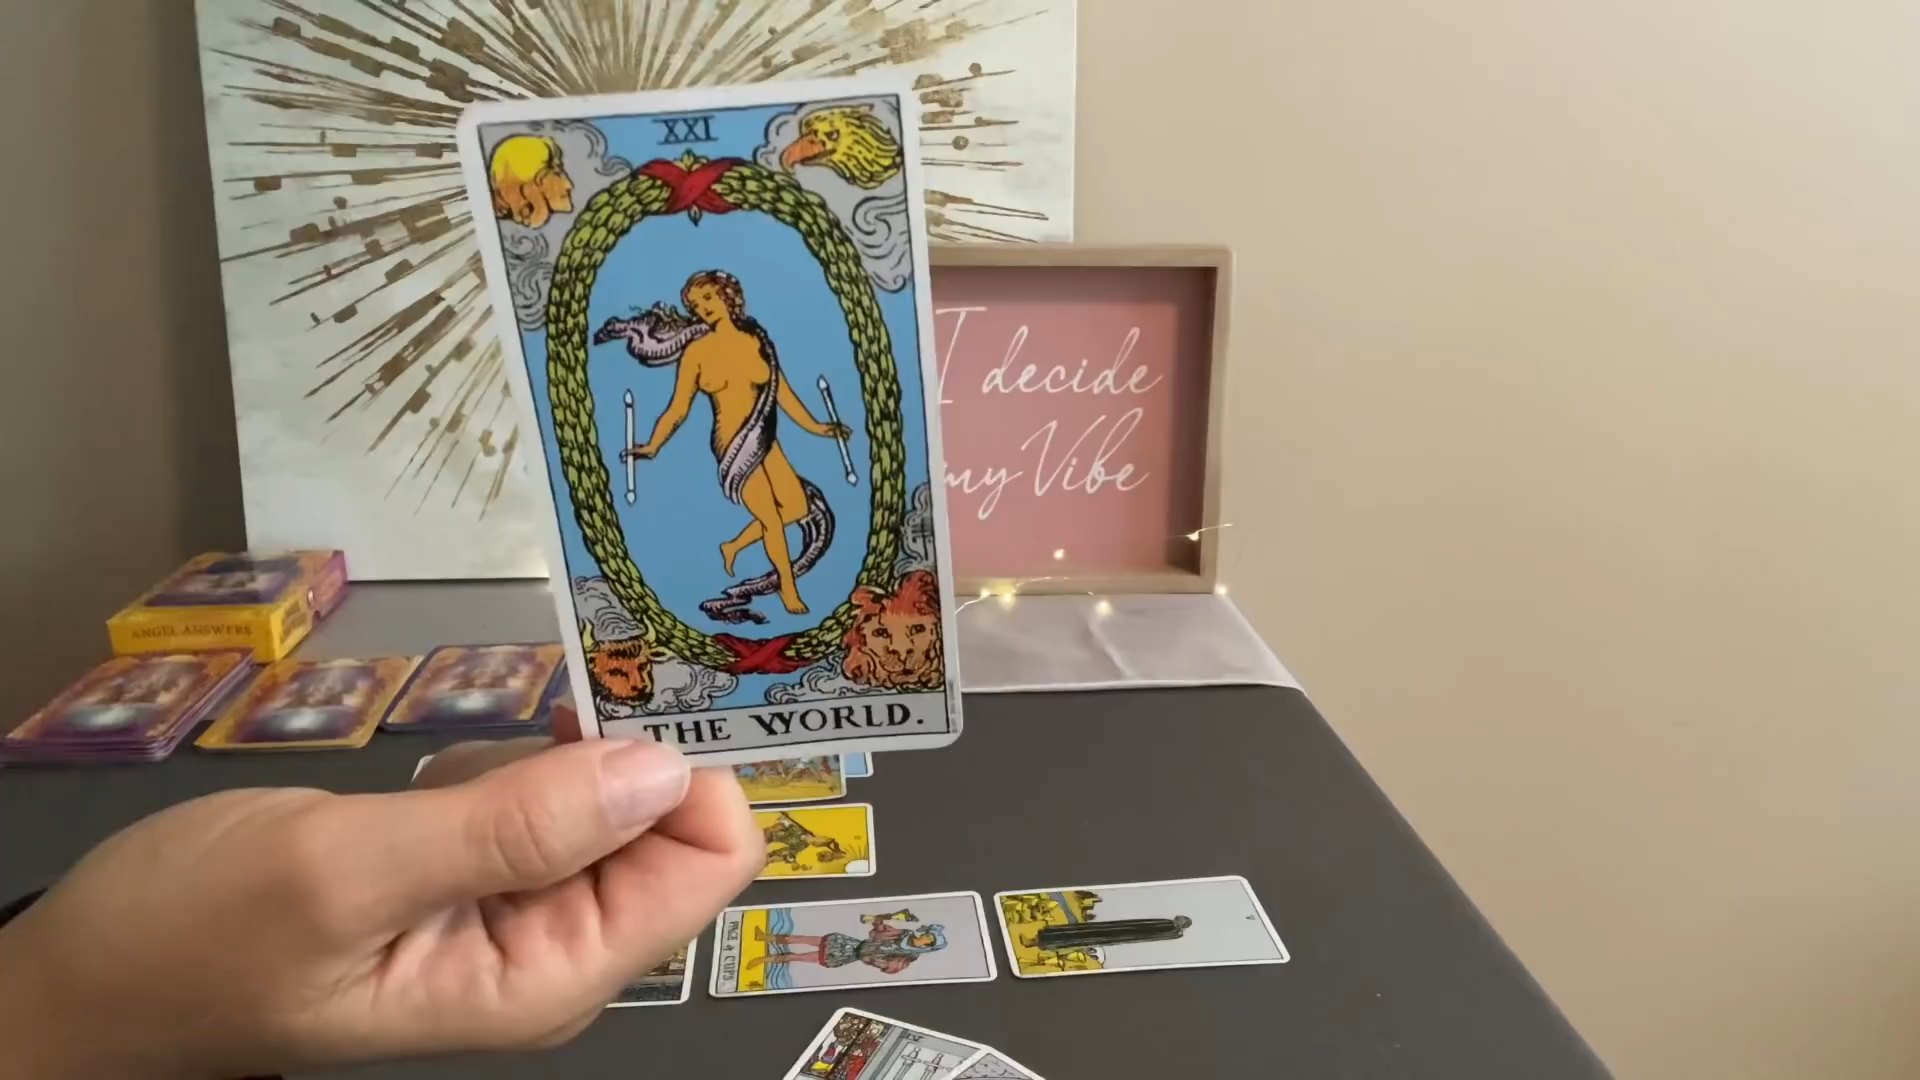 XXI
THE WORLD.
I decide
my Vibe
ANGEL ANSWERS
PAGE of CUPS.
V